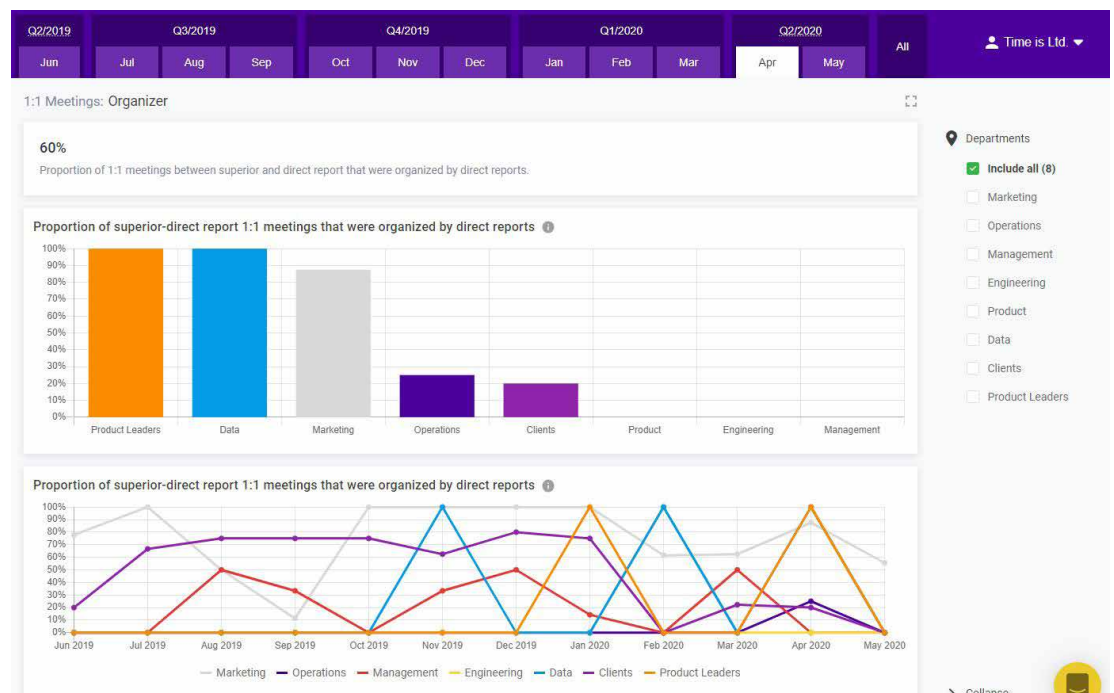 Q2/2019 Q3/2019 Q4/2019 Q1/2020 Q2/2020 All Time is Ltd.
Jun Jul Aug Sep Oct Nov Dec Jan Feb Mar Apr May
1:1 Meetings: Organizer
60%
Proportion of 1:1 meetings between superior and direct report that were organized by direct reports.
Proportion of superior-direct report 1:1 meetings that were organized by direct reports
100%
90%
80%
70%
60%
50%
40%
30%
20%
10%
0%
Product Leaders Data Marketing Operations Clients Product Engineering Management
Proportion of superior-direct report 1:1 meetings that were organized by direct reports
100%
90%
80%
70%
60%
50%
40%
30%
20%
10%
0%
Jun 2019 Jul 2019 Aug 2019 Sep 2019 Oct 2019 Nov 2019 Dec 2019 Jan 2020 Feb 2020 Mar 2020 Apr 2020 May 2020
Marketing Operations Management Engineering Data Clients Product Leaders
Departments
Include all (8)
Marketing
Operations
Management
Engineering
Product
Data
Clients
Product Leaders
Collapse